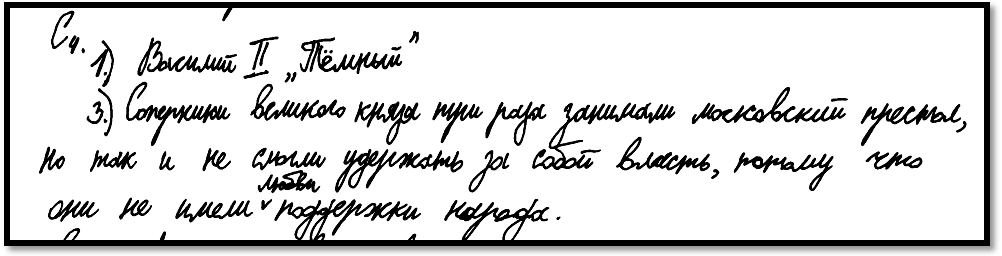 С4. 1.) Василий II „Тёмный“
3.) Соперники великого князя три раза занимали московский престол,
но так и не смогли удержать за собой власть, потому что
они не имели любви поддержки народа.